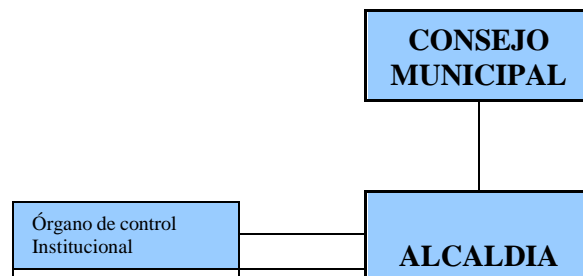 CONSEJO
MUNICIPAL
Órgano de control
Institucional
ALCALDIA